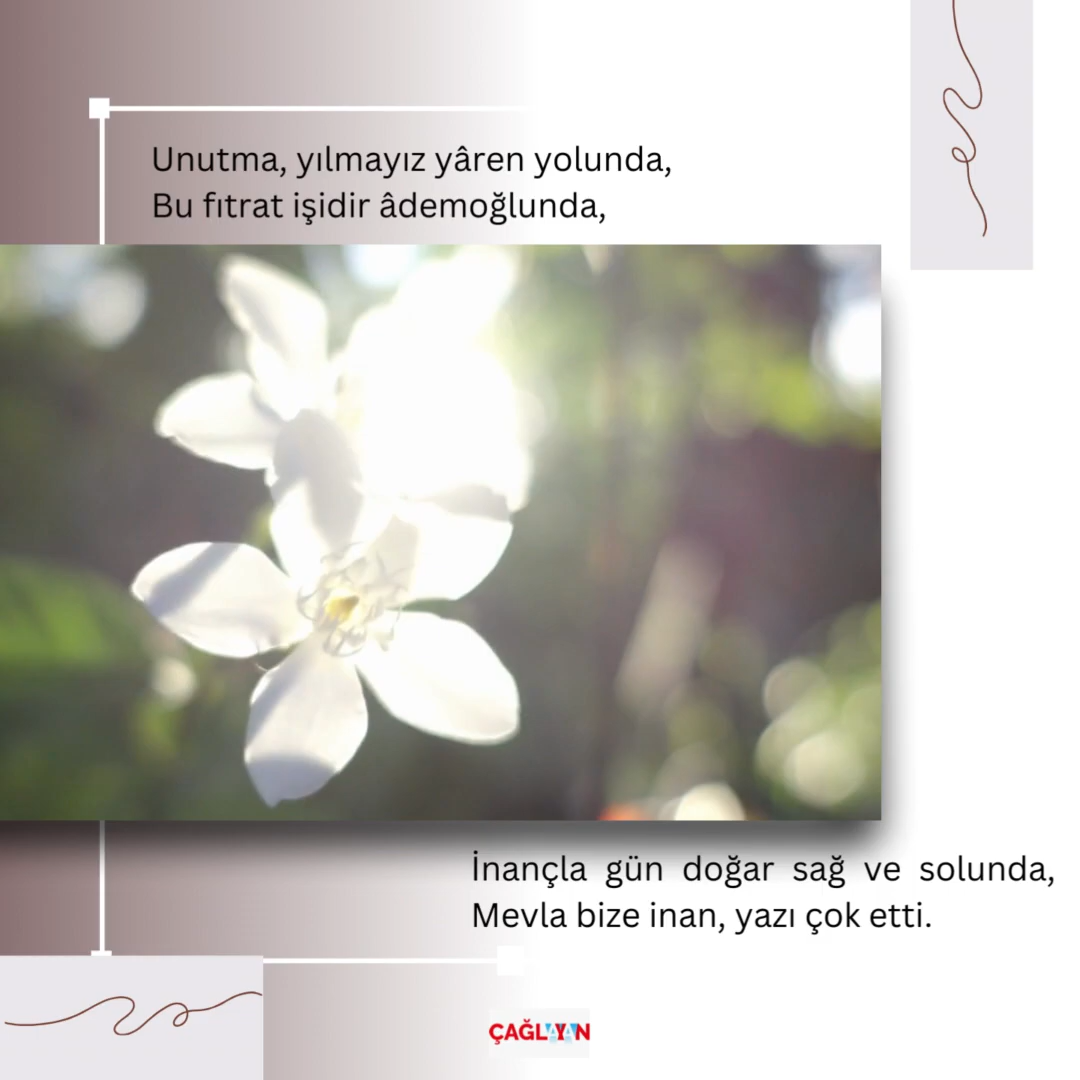 Unutma, yılmayız yâren yolunda,
Bu fıtrat işidir âdemoğlunda,
İnançla gün doğar sağ ve solunda,
Mevla bize inan, yazı çok etti.
ÇAĞLAYAN